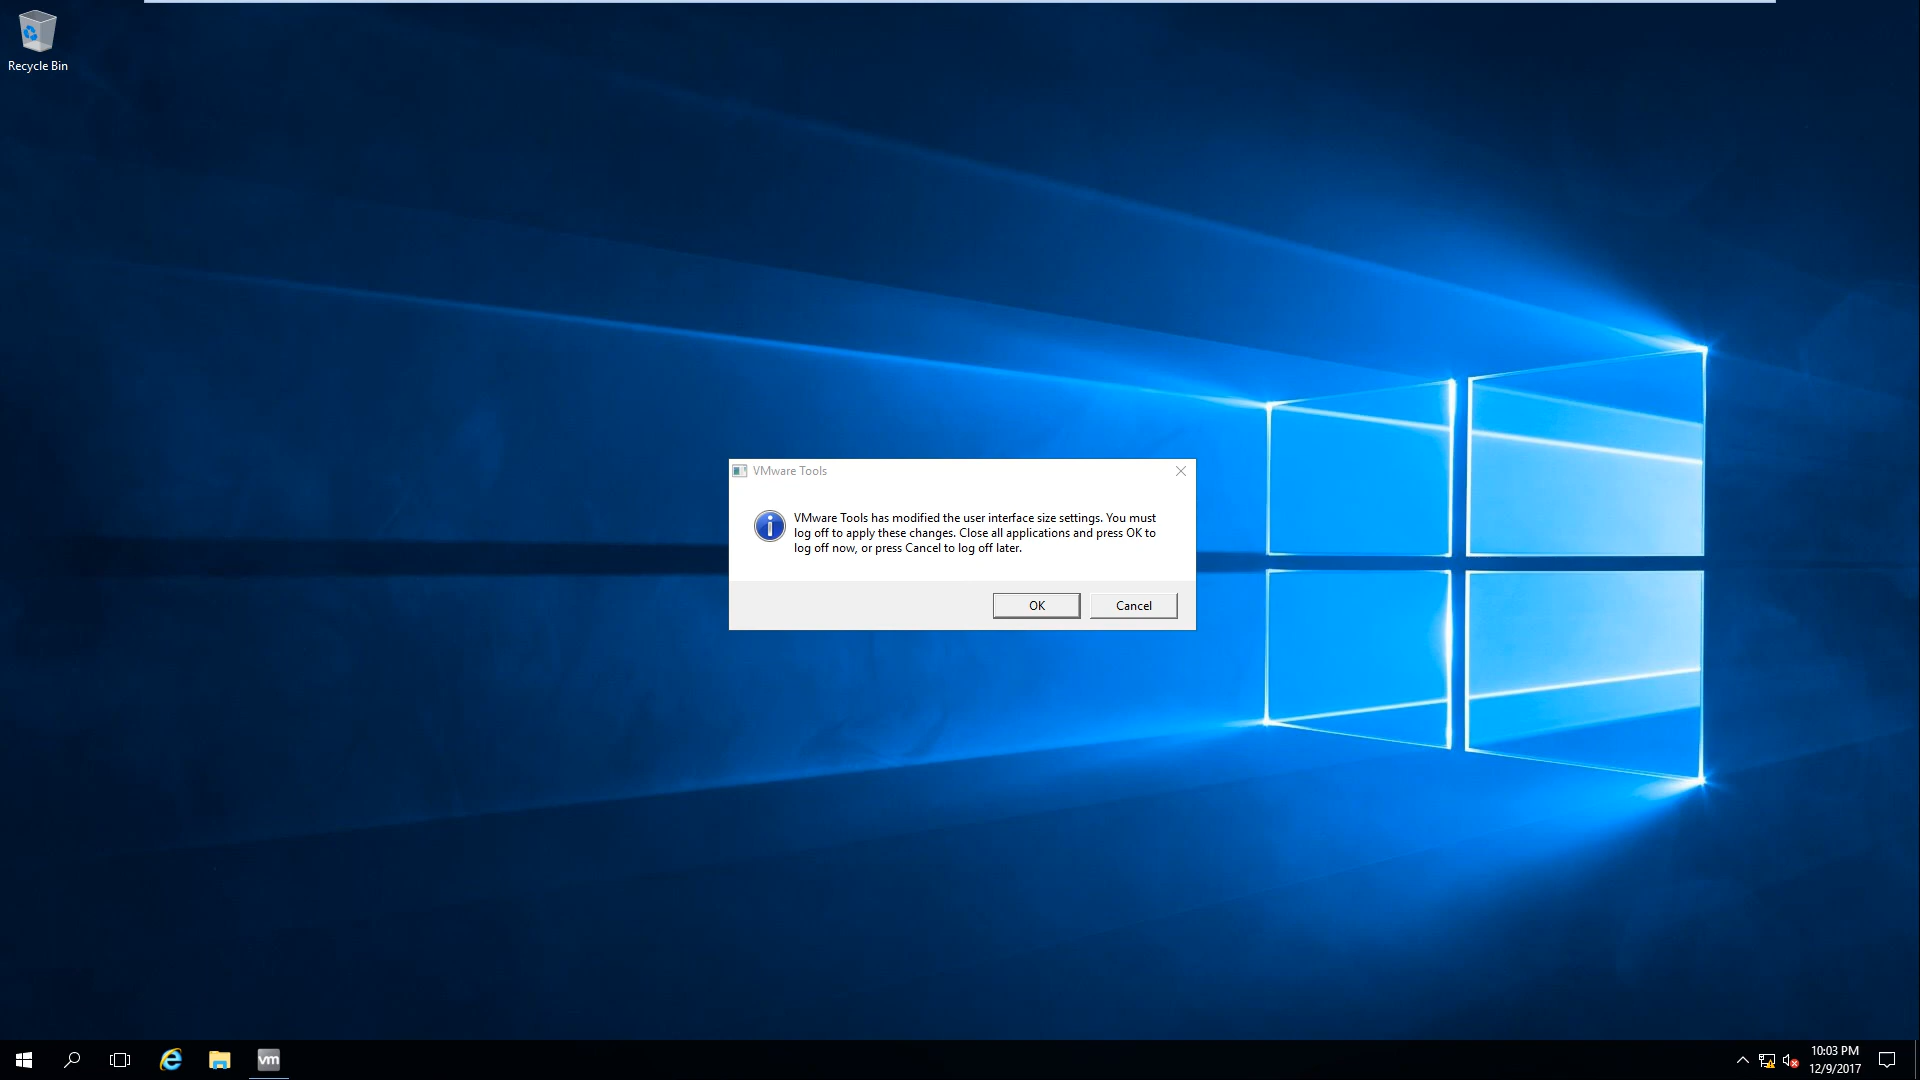 Recycle Bin
VMware Tools
VMware Tools has modified the user interface size settings. You must
log off to apply these changes. Close all applications and press OK to
log off now, or press Cancel to log off later.
OK
Cancel
vm
10:03 PM
12/9/2017